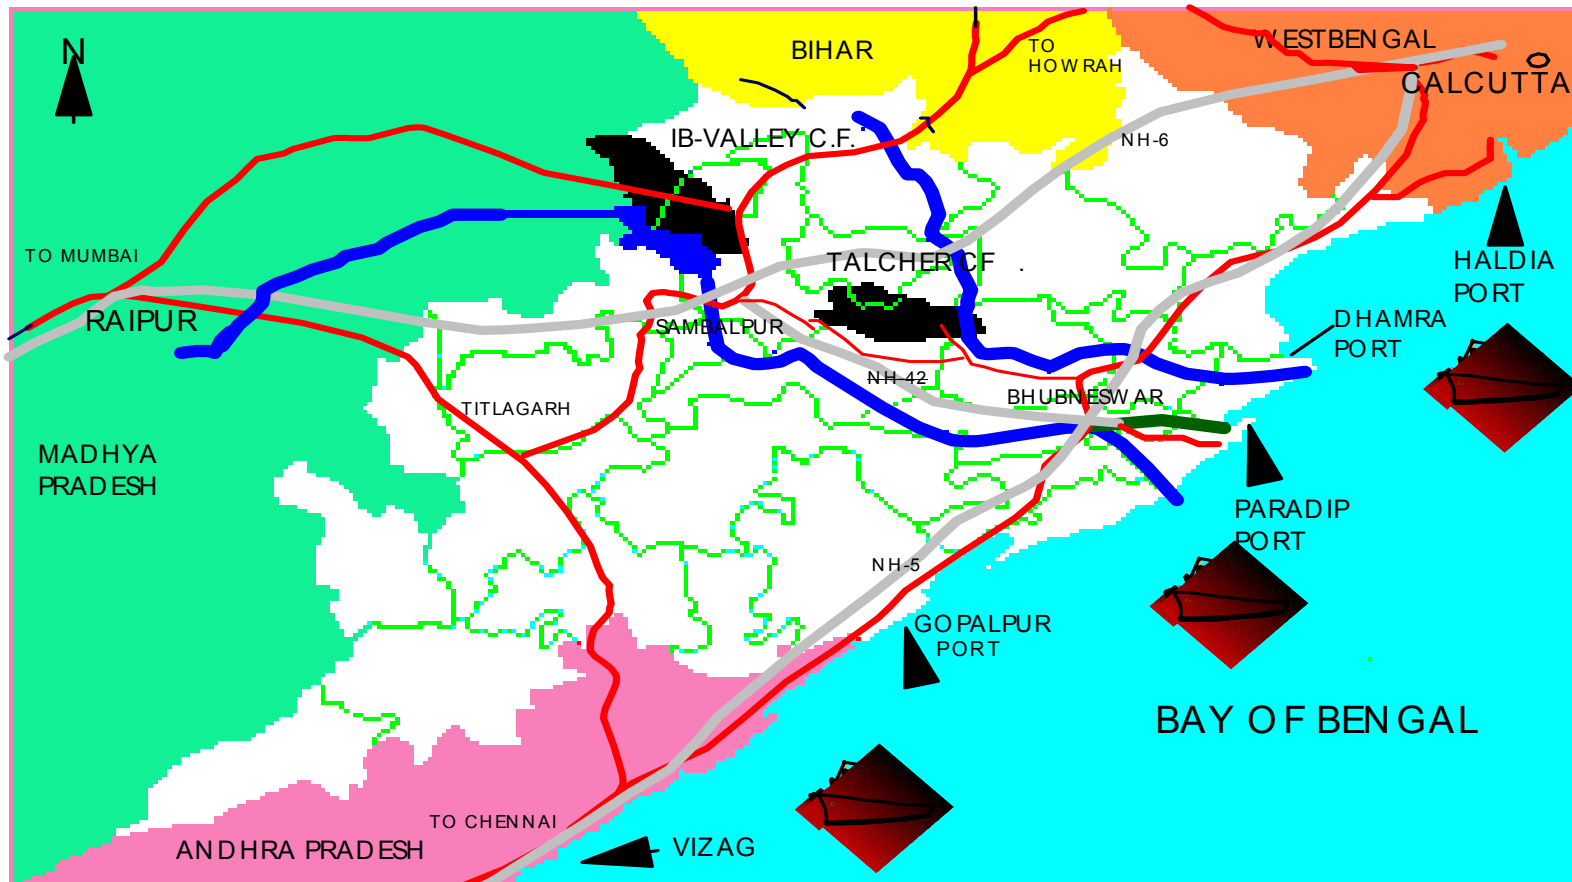 N
BIHAR
TO
HOWRAH
WESTBENGAL
CALCUTTA
IB-VALLEY C.F.
NH-6
TO MUMBAI
TALCHER CF .
HALDIA
PORT
RAIPUR
SAMBALPUR
DHAMRA
PORT
NH-42
BHUBNESWAR
TITLAGARH
MADHYA
PRADESH
PARADIP
PORT
NH-5
GOPALPUR
PORT
BAY OF BENGAL
TO CHENNAI
ANDHRA PRADESH
VIZAG